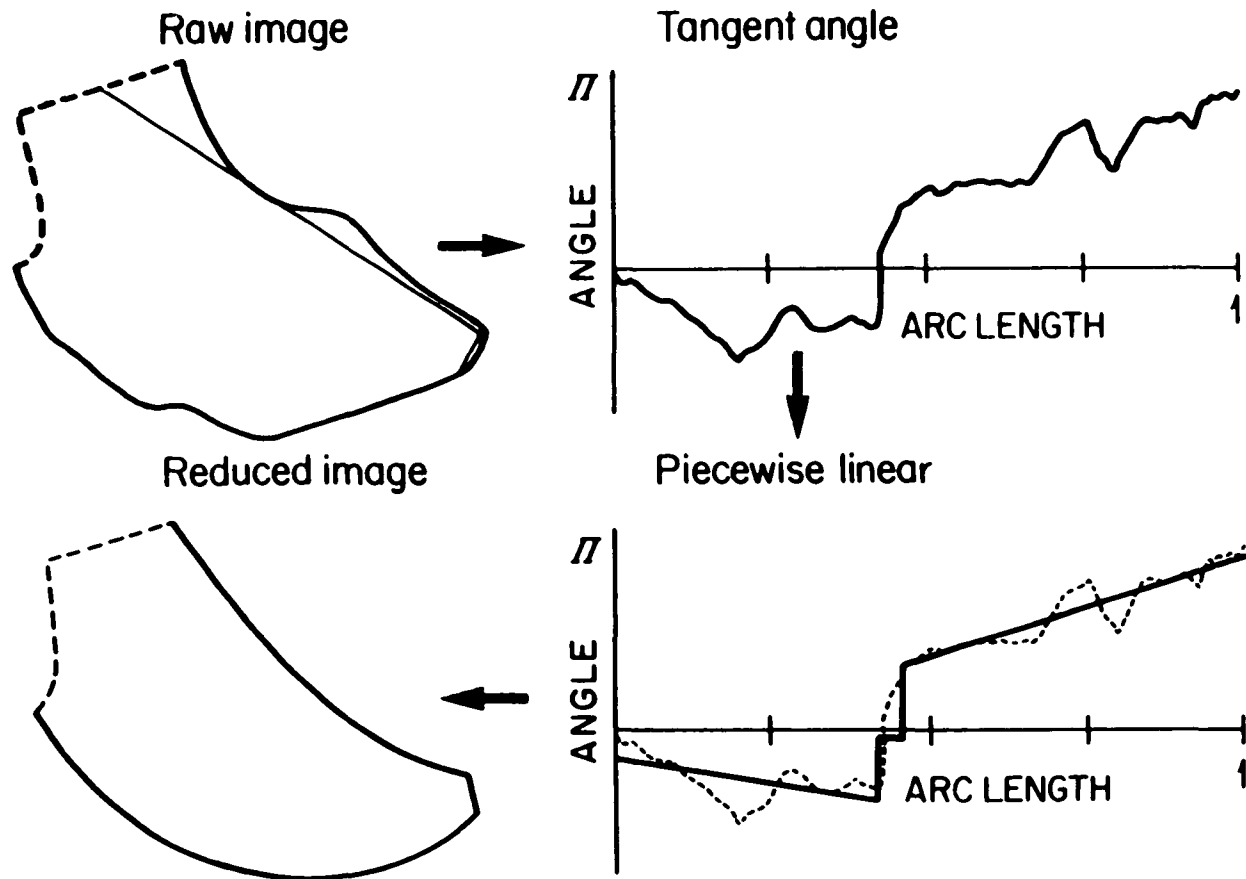 Raw image
Tangent angle
Π
ANGLE
ARC LENGTH
1
Reduced image
Piecewise linear
Π
ANGLE
ARC LENGTH
1